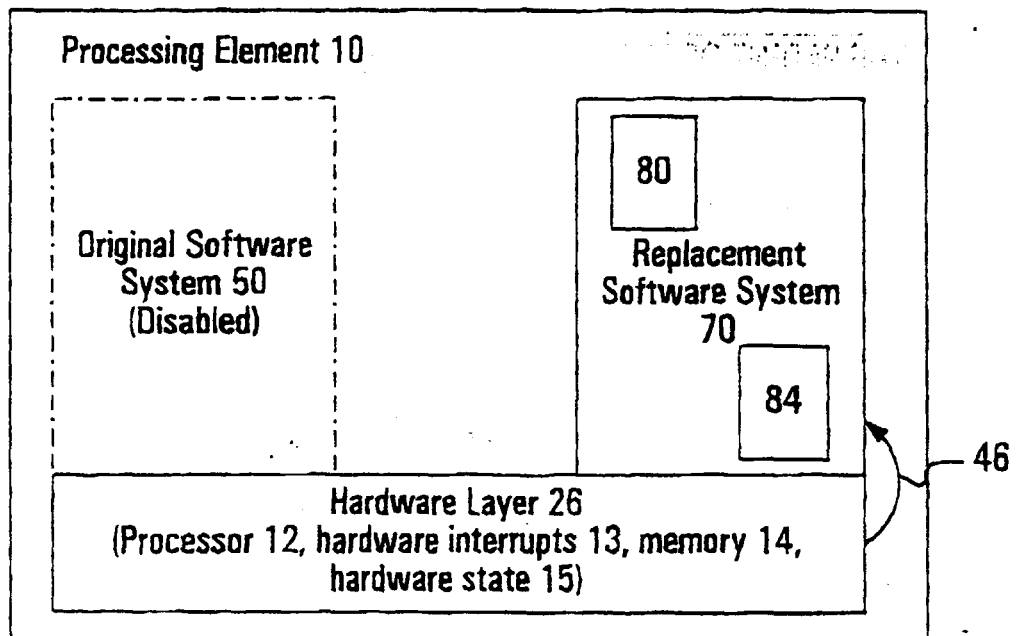 Processing Element 10
Original Software
System 50
(Disabled)
80
Replacement
Software System
70
84
46
Hardware Layer 26
(Processor 12, hardware interrupts 13, memory 14,
hardware state 15)